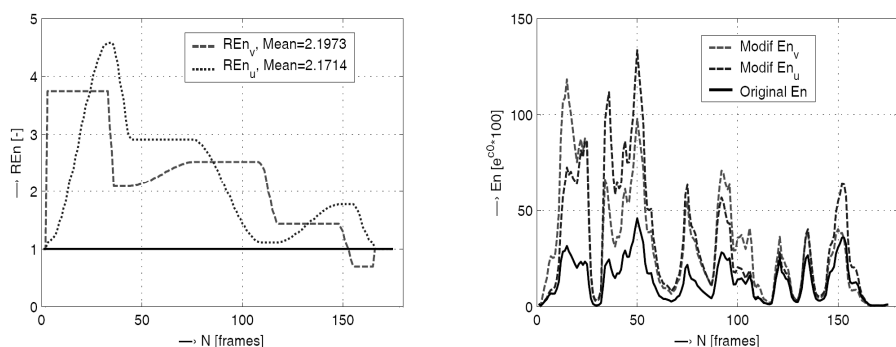 5
4
3
2
1
0
0 50 100 150
⟶ REn [-]
⟶ N [frames]
REn_v, Mean=2.1973
REn_u, Mean=2.1714
150
100
50
0
0 50 100 150
⟶ En [e^c0*100]
⟶ N [frames]
Modif En_v
Modif En_u
Original En